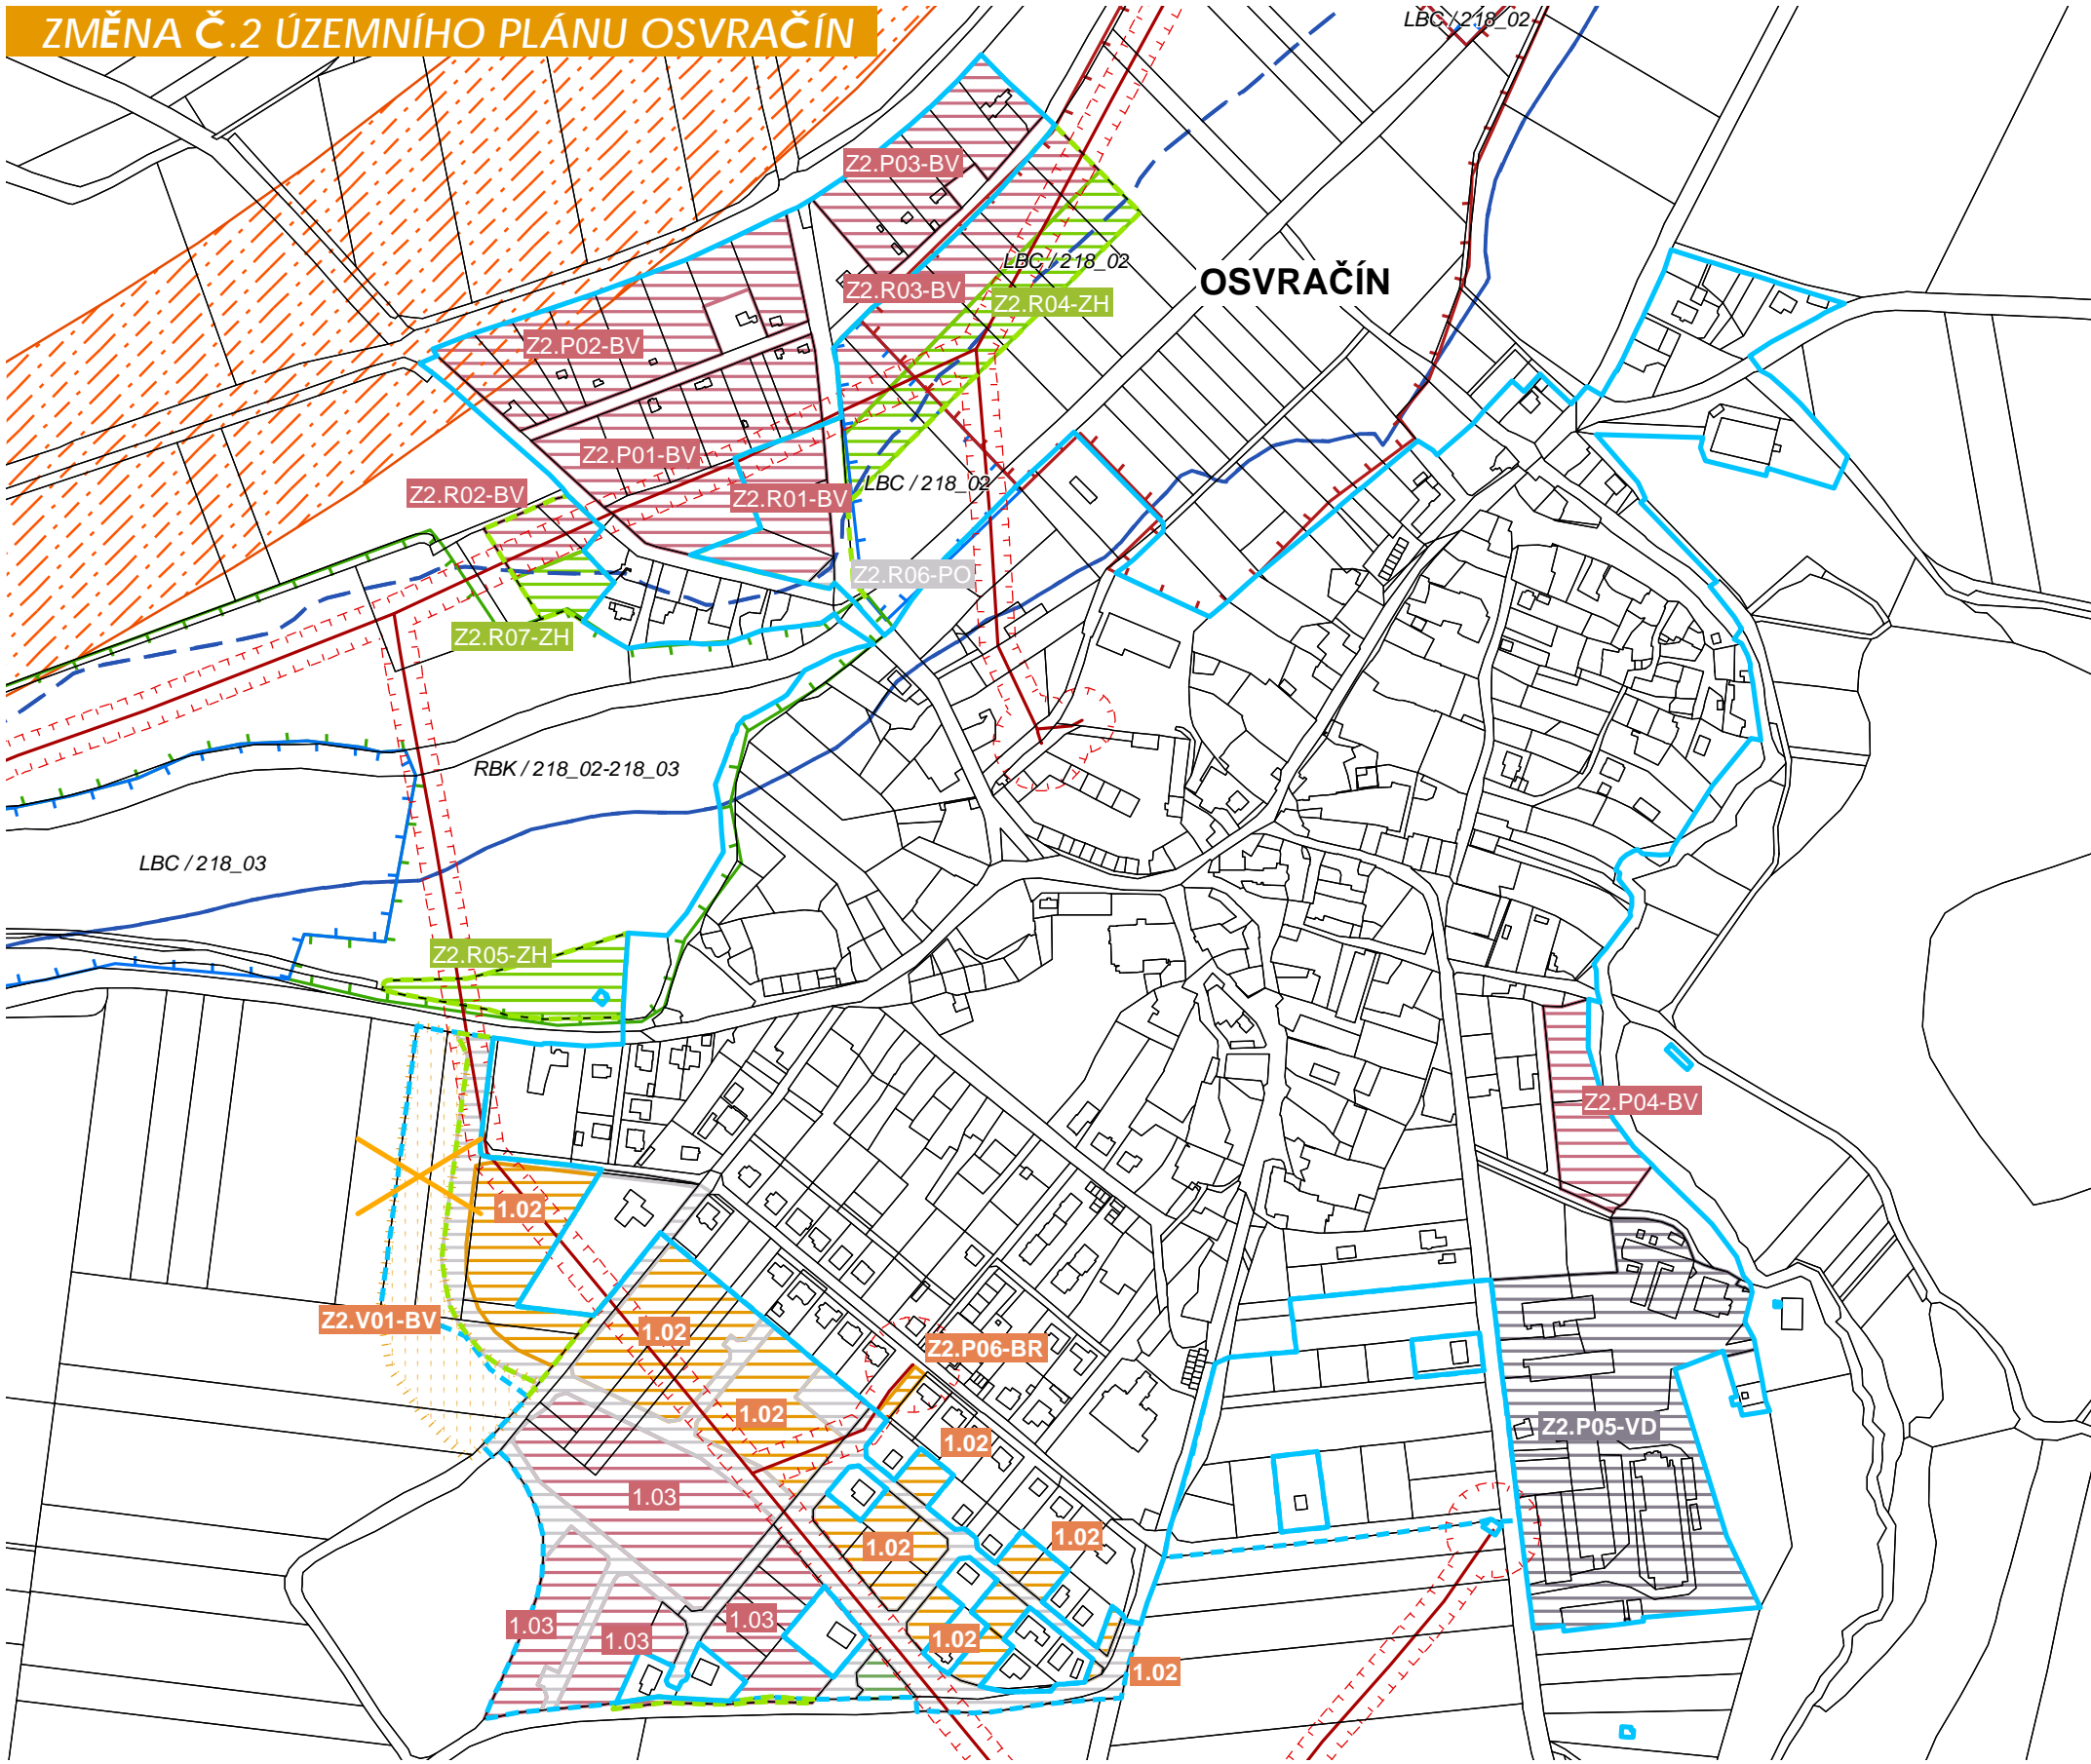 ZMĚNA Č.2 ÚZEMNÍHO PLÁNU OSVRAČÍN
LBC / 218_02
Z2.P03-BV
LBC / 218_02
OSVRAČÍN
Z2.R03-BV
Z2.R04-ZH
Z2.P02-BV
Z2.P01-BV
Z2.R02-BV
Z2.R01-BV
LBC / 218_02
Z2.R06-PO
Z2.R07-ZH
RBK / 218_02-218_03
LBC / 218_03
Z2.R05-ZH
Z2.P04-BV
1.02
Z2.V01-BV
1.02
Z2.P06-BR
1.02
1.02
Z2.P05-VD
1.03
1.02
1.02
1.03
1.03
1.03
1.02
1.02